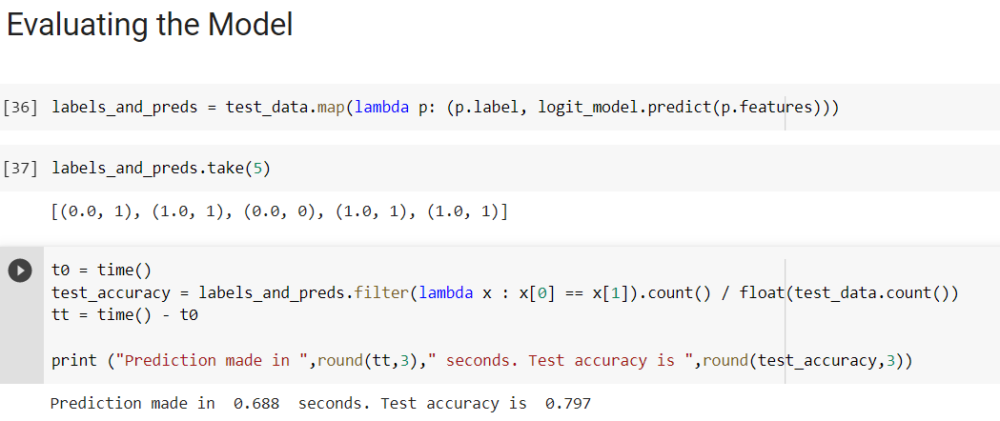 Evaluating the Model
[36] labels_and_preds = test_data.map(lambda p: (p.label, logit_model.predict(p.features)))
[37] labels_and_preds.take(5)
[(0.0, 1), (1.0, 1), (0.0, 0), (1.0, 1), (1.0, 1)]
t0 = time()
test_accuracy = labels_and_preds.filter(lambda x : x[0] == x[1]).count() / float(test_data.count())
tt = time() - t0
print ("Prediction made in ",round(tt,3)," seconds. Test accuracy is ",round(test_accuracy,3))
Prediction made in  0.688  seconds. Test accuracy is  0.797